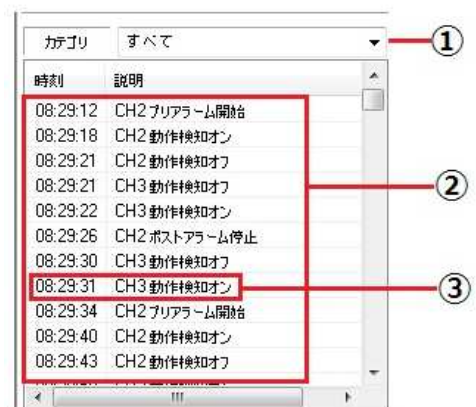 カテゴリ すべて ①
時刻 説明
08:29:12 CH2 プリアラーム開始
08:29:18 CH2 動作検知オン
08:29:21 CH2 動作検知オフ
08:29:21 CH3 動作検知オフ
08:29:22 CH3 動作検知オン ②
08:29:26 CH2 ポストアラーム停止
08:29:30 CH3 動作検知オフ
08:29:31 CH3 動作検知オン ③
08:29:34 CH2 プリアラーム開始
08:29:40 CH2 動作検知オン
08:29:43 CH2 動作検知オフ